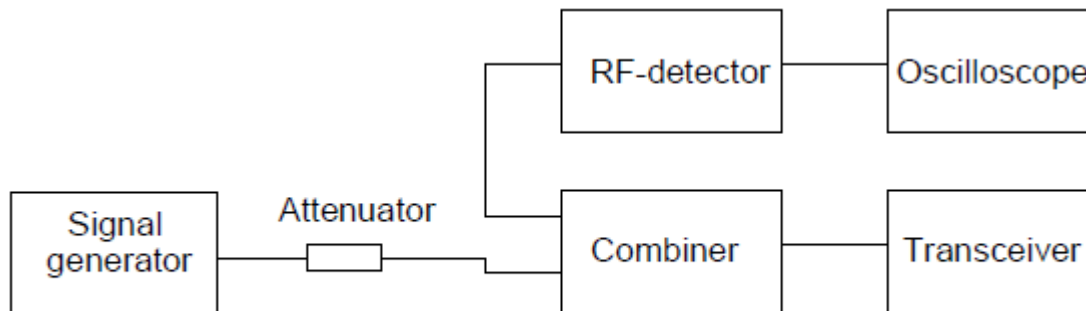 RF-detector
Oscilloscope
Signal
generator
Attenuator
Combiner
Transceiver